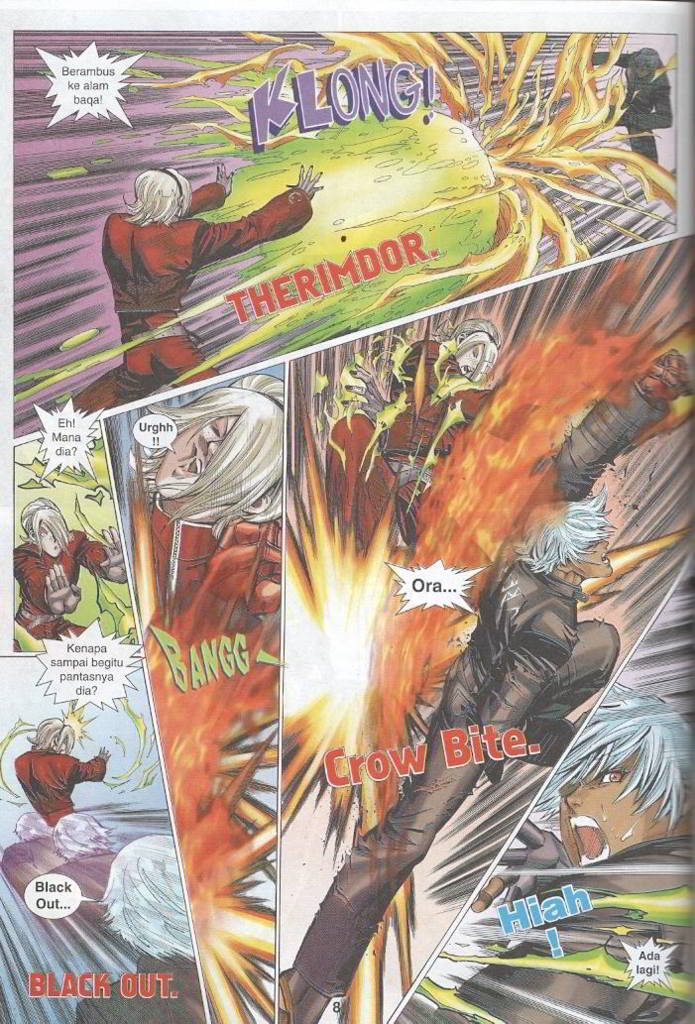 Berambus
ke alam
baqa!
KLONG!
THERIMDOR.
Eh!
Mana
dia?
Urghh
!!
Kenapa
sampai begitu
pantasnya
dia?
BANGG
Black
Out...
BLACK OUT.
Ora...
Crow Bite.
Hiah
!
Ada
lagi!
8